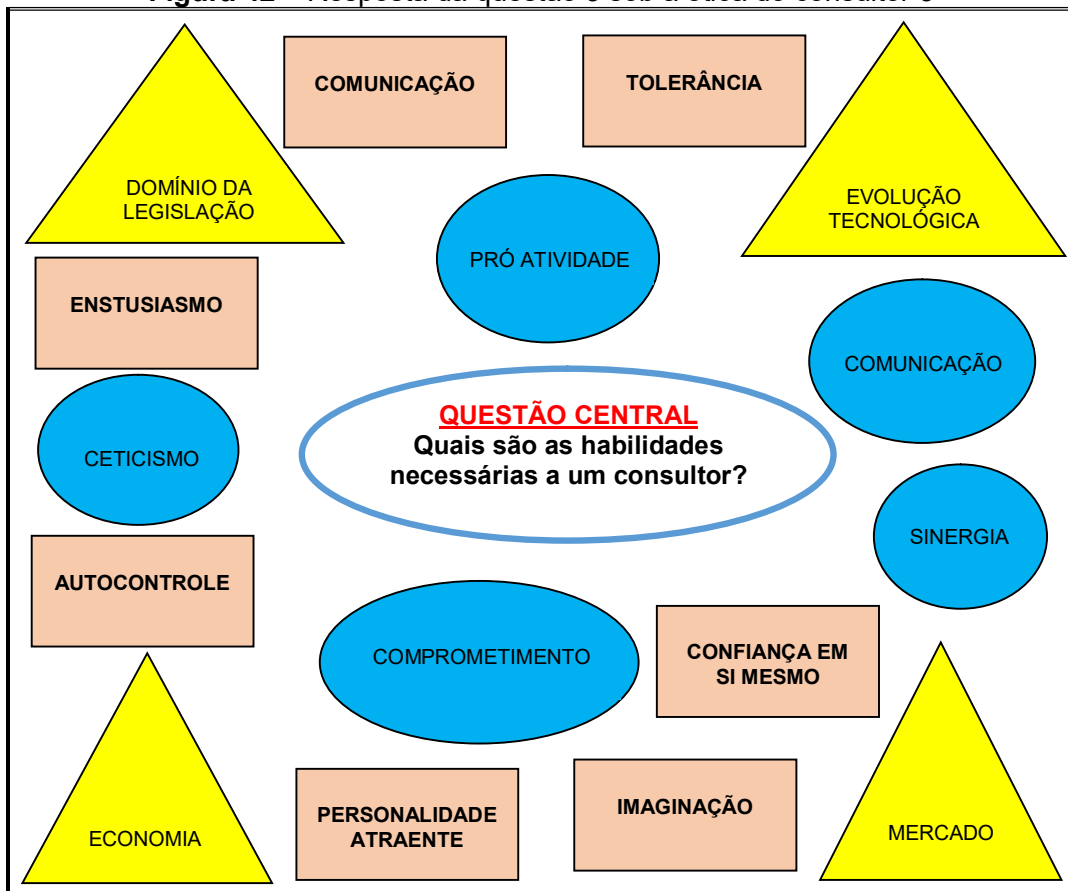 COMUNICAÇÃO
TOLERÂNCIA
DOMÍNIO DA
LEGISLAÇÃO
EVOLUÇÃO
TECNOLÓGICA
PRÓ ATIVIDADE
ENSTUSIASMO
COMUNICAÇÃO
QUESTÃO CENTRAL
Quais são as habilidades
necessárias a um consultor?
CETICISMO
SINERGIA
AUTOCONTROLE
COMPROMETIMENTO
CONFIANÇA EM
SI MESMO
ECONOMIA
PERSONALIDADE
ATRAENTE
IMAGINAÇÃO
MERCADO